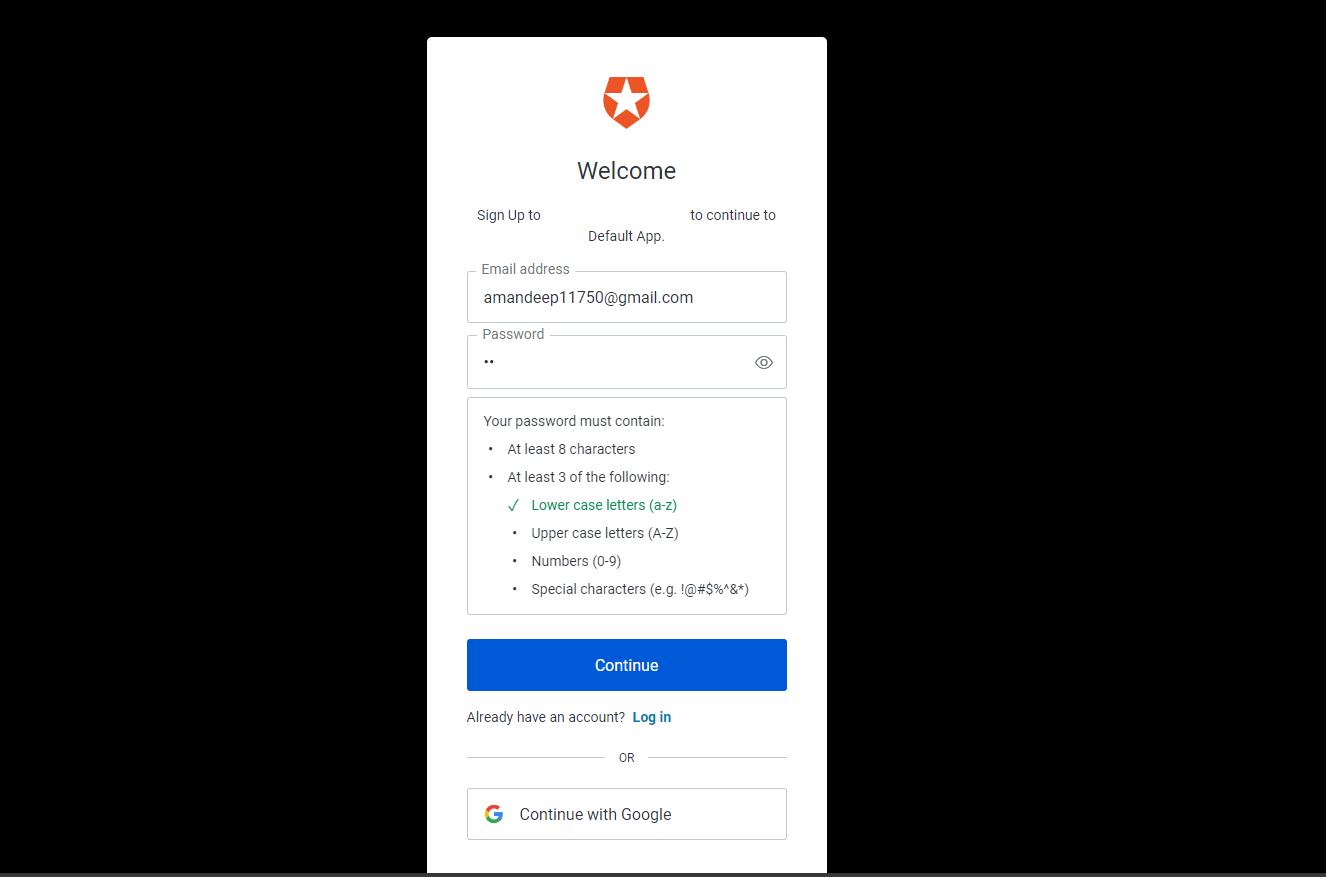 Welcome
Sign Up to to continue to
Default App.
Email address
amandeep11750@gmail.com
Password
••
Your password must contain:
• At least 8 characters
• At least 3 of the following:
✓ Lower case letters (a-z)
• Upper case letters (A-Z)
• Numbers (0-9)
• Special characters (e.g. !@#$%^&*)
Continue
Already have an account? Log in
OR
Continue with Google